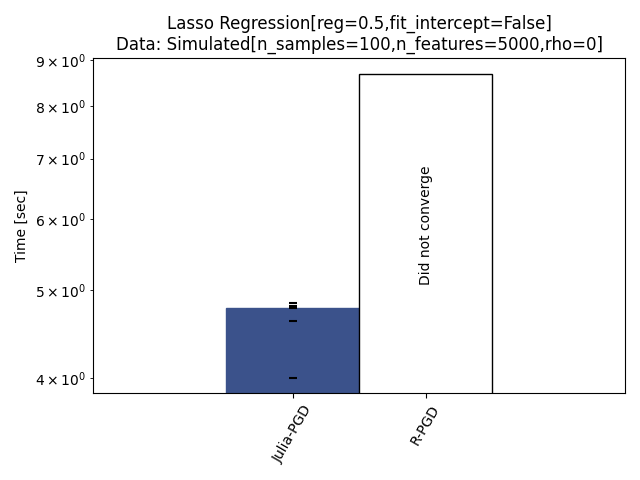 Lasso Regression[reg=0.5,fit_intercept=False]
Data: Simulated[n_samples=100,n_features=5000,rho=0]
Time [sec]
9 × 10⁰
8 × 10⁰
7 × 10⁰
6 × 10⁰
5 × 10⁰
4 × 10⁰
Did not converge
Julia-PGD
R-PGD